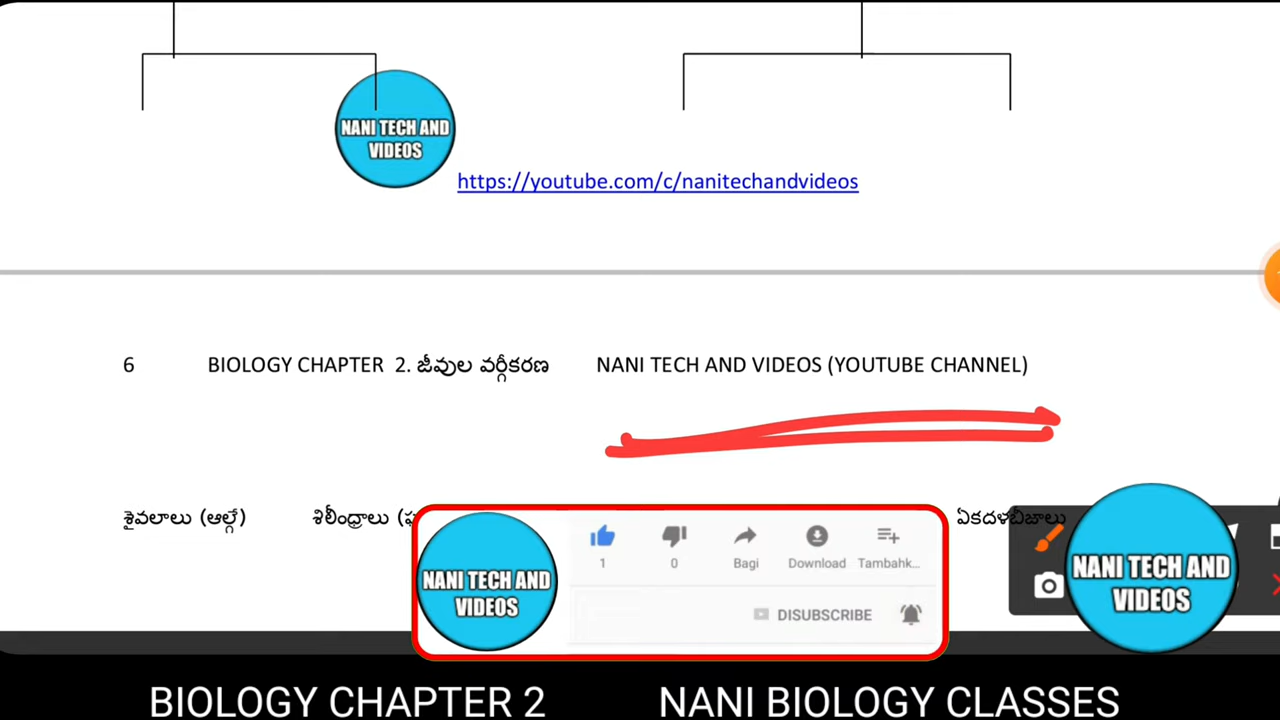 NANI TECH AND
VIDEOS
https://youtube.com/c/nanitechandvideos
6 BIOLOGY CHAPTER 2. జీవుల వర్గీకరణ NANI TECH AND VIDEOS (YOUTUBE CHANNEL)
శైవలాలు (ఆల్గే) శిలీంధ్రాలు ఏకదళబీజాలు
NANI TECH AND
VIDEOS
1 0 Bagi Download Tambahk...
DISUBSCRIBE
NANI TECH AND
VIDEOS
BIOLOGY CHAPTER 2 NANI BIOLOGY CLASSES